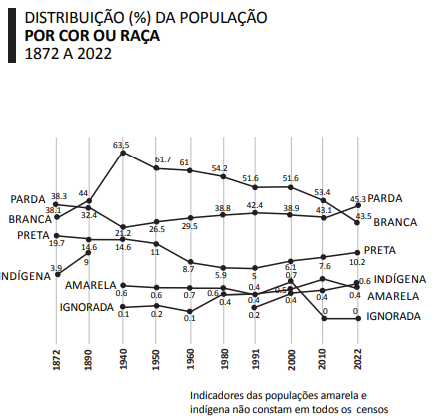 DISTRIBUIÇÃO (%) DA POPULAÇÃO
POR COR OU RAÇA
1872 A 2022
63.5
61.7
61
54.2
51.6
51.6
53.4
PARDA 38.3
44
38.8
42.4
38.9
43.1
45.3 PARDA
BRANCA 38.1
32.4
21.2
26.5
29.5
43.5 BRANCA
PRETA 19.7
14.6
14.6
11
8.7
5.9
5
6.1
7.6
10.2 PRETA
INDÍGENA 3.9
9
0.4
0.7
0.6 INDÍGENA
AMARELA 0.6
0.6
0.7
0.6
0.4
0.4
0.5
0.4
0.4
0.4 AMARELA
IGNORADA 0.1
0.2
0.1
0.2
0
0 IGNORADA
1872
1890
1940
1950
1960
1980
1991
2000
2010
2022
Indicadores das populações amarela e
indígena não constam em todos os censos